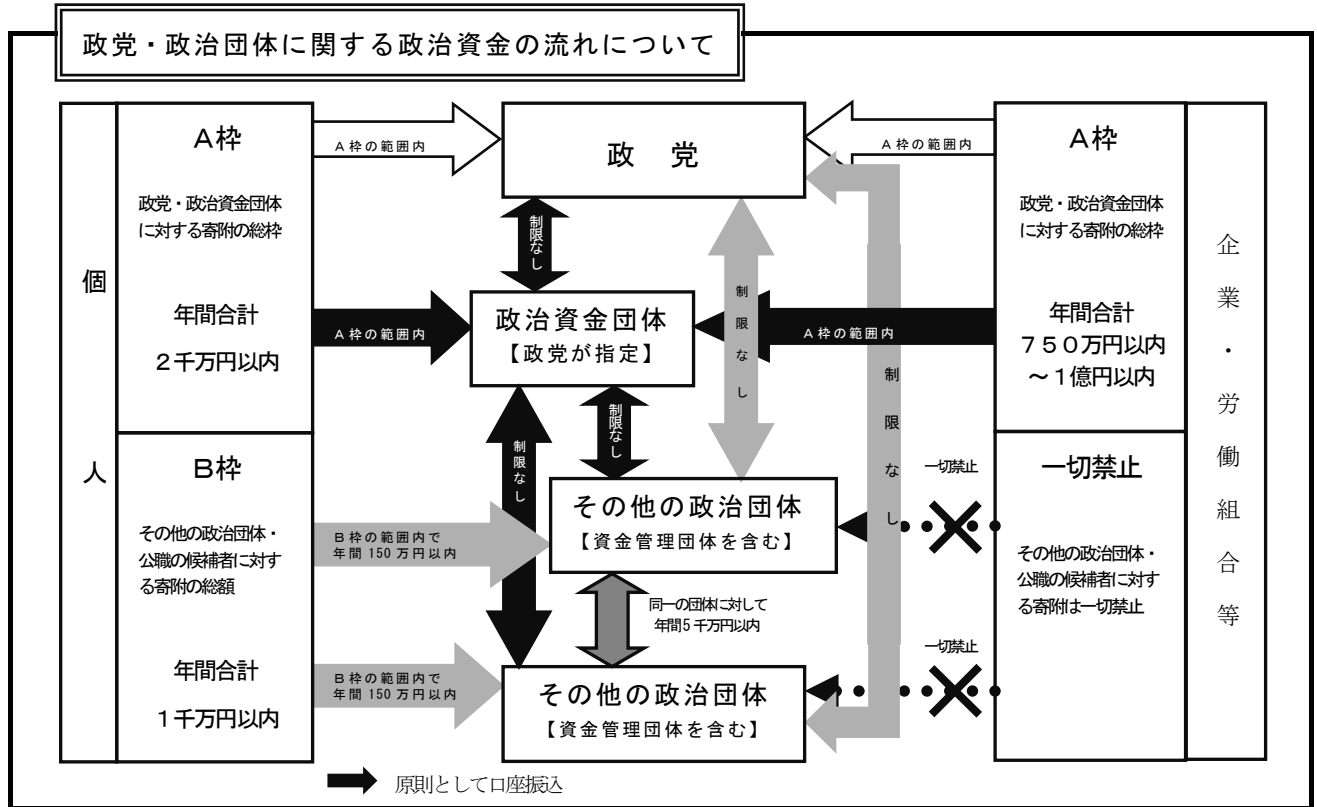 政党・政治団体に関する政治資金の流れについて
個人
A枠
政党・政治資金団体
に対する寄附の総枠
年間合計
2千万円以内
B枠
その他の政治団体・
公職の候補者に対す
る寄附の総額
年間合計
1千万円以内
A枠の範囲内
A枠の範囲内
B枠の範囲内で
年間150万円以内
B枠の範囲内で
年間150万円以内
政 党
制限なし
政治資金団体
【政党が指定】
制限なし
制限なし
制限なし
その他の政治団体
【資金管理団体を含む】
同一の団体に対して
年間5千万円以内
その他の政治団体
【資金管理団体を含む】
A枠の範囲内
A枠の範囲内
制限なし
一切禁止
一切禁止
A枠
政党・政治資金団体
に対する寄附の総枠
年間合計
750万円以内
~1億円以内
一切禁止
その他の政治団体・
公職の候補者に対す
る寄附は一切禁止
企業・労働組合等
原則として口座振込